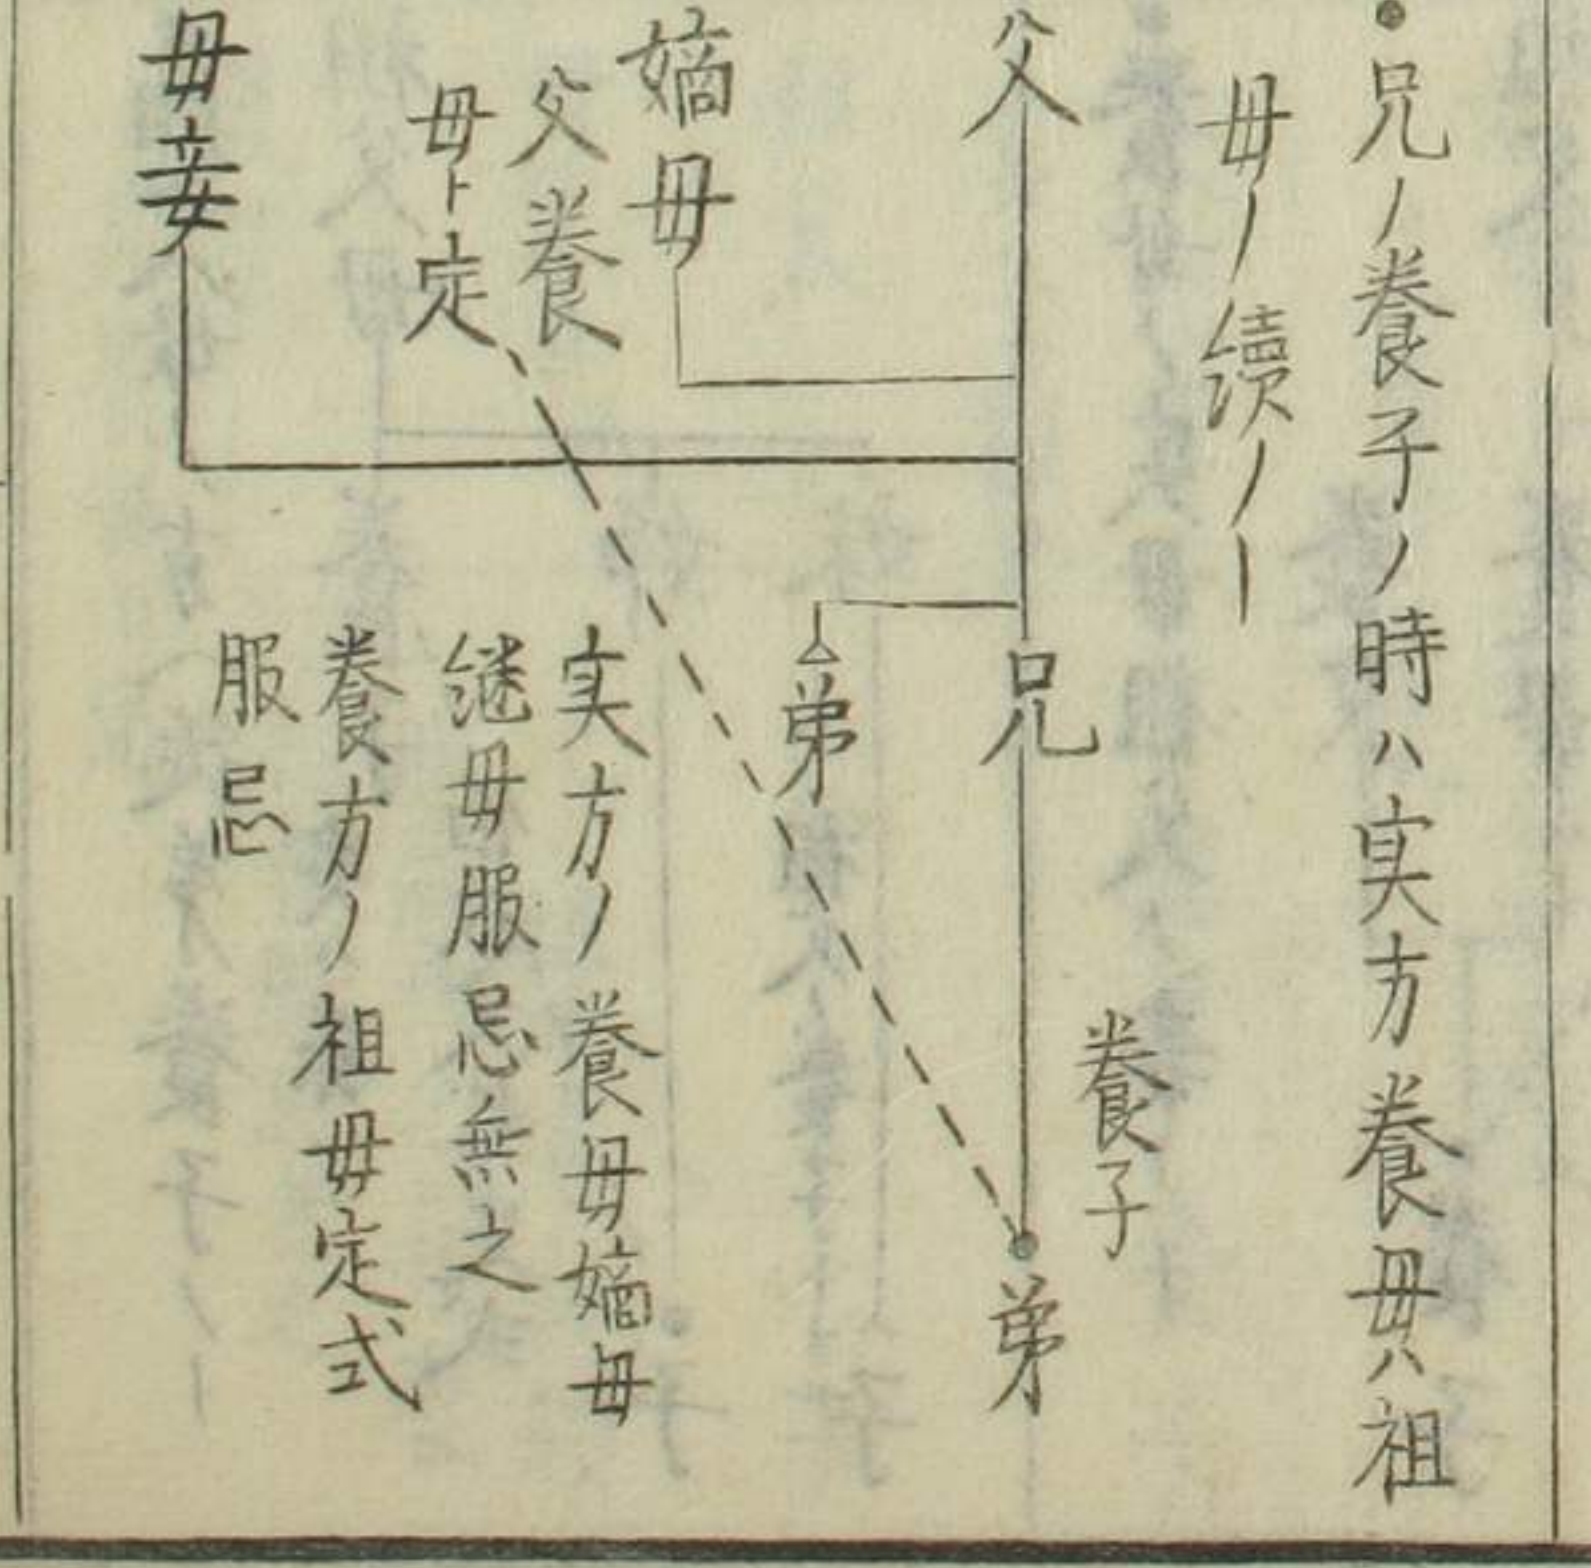 ●兄ノ養子ノ時ハ実方養母ハ祖
母ノ續ノー
父
兄
養子
弟
弟
嫡母
父養
母ト定
母妾
実方ノ養母嫡母
继母服忌無之
養方ノ祖母定式
服忌